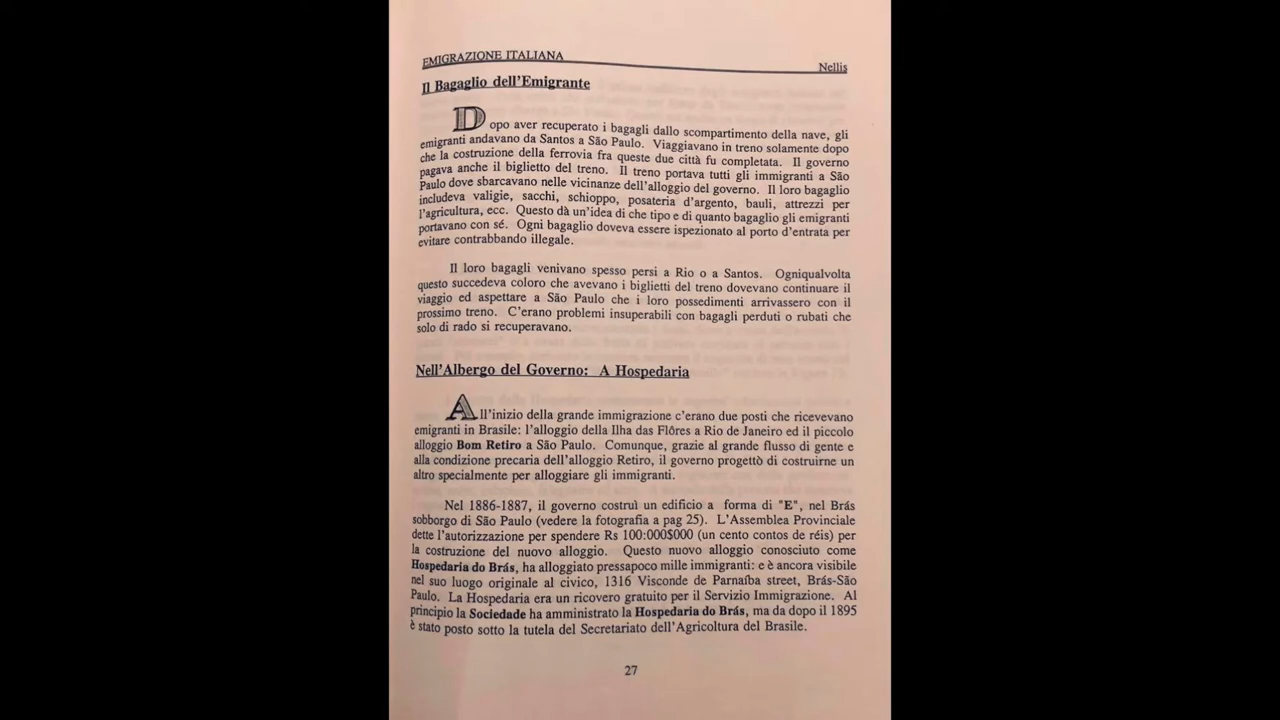 EMIGRAZIONE ITALIANA Nellis
Il Bagaglio dell'Emigrante
Dopo aver recuperato i bagagli dallo scompartimento della nave, gli
emigranti andavano da Santos a São Paulo. Viaggiavano in treno solamente dopo
che la costruzione della ferrovia fra queste due città fu completata. Il governo
pagava anche il biglietto del treno. Il treno portava tutti gli immigranti a São
Paulo dove sbarcavano nelle vicinanze dell'alloggio del governo. Il loro bagaglio
includeva valigie, sacchi, schioppo, posateria d'argento, bauli, attrezzi per
l'agricoltura, ecc. Questo dà un'idea di che tipo e di quanto bagaglio gli emigranti
portavano con sé. Ogni bagaglio doveva essere ispezionato al porto d'entrata per
evitare contrabbando illegale.
Il loro bagagli venivano spesso persi a Rio o a Santos. Ogniqualvolta
questo succedeva coloro che avevano i biglietti del treno dovevano continuare il
viaggio ed aspettare a São Paulo che i loro possedimenti arrivassero con il
prossimo treno. C'erano problemi insuperabili con bagagli perduti o rubati che
solo di rado si recuperavano.
Nell'Albergo del Governo: A Hospedaria
All'inizio della grande immigrazione c'erano due posti che ricevevano
emigranti in Brasile: l'alloggio della Ilha das Flôres a Rio de Janeiro ed il piccolo
alloggio Bom Retiro a São Paulo. Comunque, grazie al grande flusso di gente e
alla condizione precaria dell'alloggio Retiro, il governo progettò di costruirne un
altro specialmente per alloggiare gli immigranti.
Nel 1886-1887, il governo costruì un edificio a forma di "E", nel Brás
sobborgo di São Paulo (vedere la fotografia a pag 25). L'Assemblea Provinciale
dette l'autorizzazione per spendere Rs 100:000$000 (un cento contos de réis) per
la costruzione del nuovo alloggio. Questo nuovo alloggio conosciuto come
Hospedaria do Brás, ha alloggiato pressapoco mille immigranti: e è ancora visibile
nel suo luogo originale al civico, 1316 Visconde de Parnaíba street, Brás-São
Paulo. La Hospedaria era un ricovero gratuito per il Servizio Immigrazione. Al
principio la Sociedade ha amministrato la Hospedaria do Brás, ma da dopo il 1895
è stato posto sotto la tutela del Secretariato dell'Agricoltura del Brasile.
27